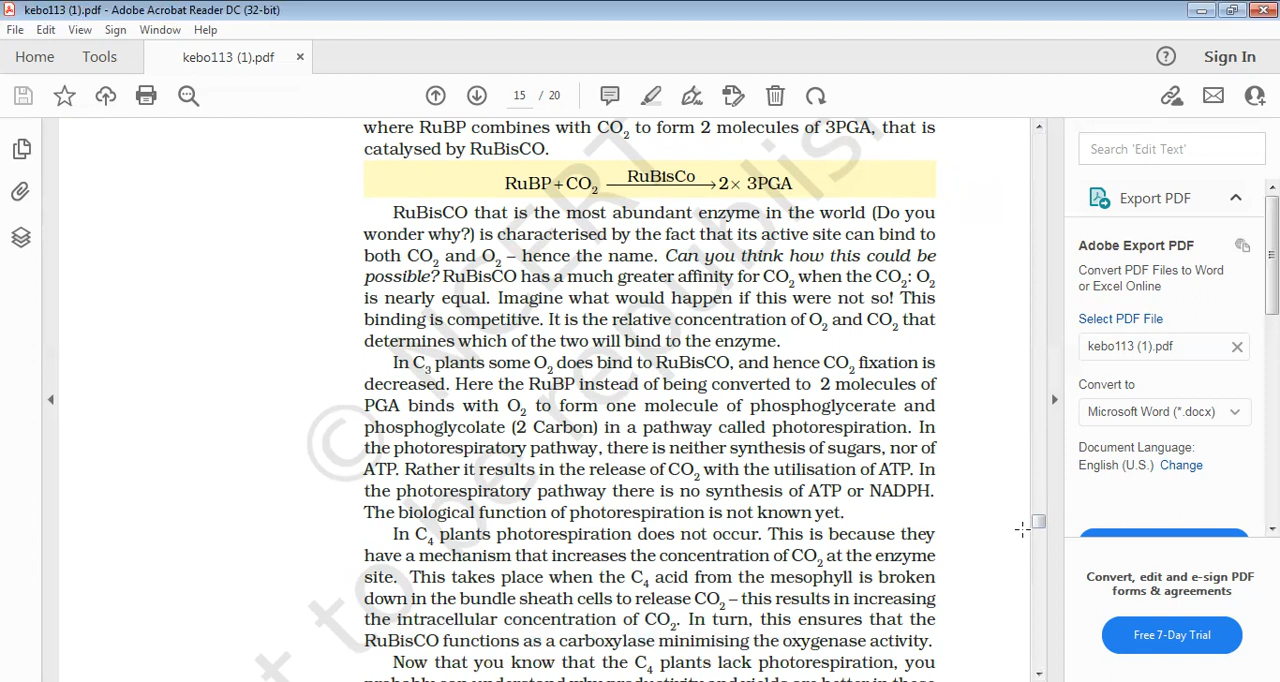 kebo113 (1).pdf - Adobe Acrobat Reader DC (32-bit)
File Edit View Sign Window Help
Home Tools kebo113 (1).pdf × Sign In
15 / 20
where RuBP combines with CO₂ to form 2 molecules of 3PGA, that is
catalysed by RuBisCO.
RuBP + CO₂ RuBisCo → 2× 3PGA
RuBisCO that is the most abundant enzyme in the world (Do you
wonder why?) is characterised by the fact that its active site can bind to
both CO₂ and O₂ – hence the name. Can you think how this could be
possible? RuBisCO has a much greater affinity for CO₂ when the CO₂: O₂
is nearly equal. Imagine what would happen if this were not so! This
binding is competitive. It is the relative concentration of O₂ and CO₂ that
determines which of the two will bind to the enzyme.
In C₃ plants some O₂ does bind to RuBisCO, and hence CO₂ fixation is
decreased. Here the RuBP instead of being converted to 2 molecules of
PGA binds with O₂ to form one molecule of phosphoglycerate and
phosphoglycolate (2 Carbon) in a pathway called photorespiration. In
the photorespiratory pathway, there is neither synthesis of sugars, nor of
ATP. Rather it results in the release of CO₂ with the utilisation of ATP. In
the photorespiratory pathway there is no synthesis of ATP or NADPH.
The biological function of photorespiration is not known yet.
In C₄ plants photorespiration does not occur. This is because they
have a mechanism that increases the concentration of CO₂ at the enzyme
site. This takes place when the C₄ acid from the mesophyll is broken
down in the bundle sheath cells to release CO₂ – this results in increasing
the intracellular concentration of CO₂. In turn, this ensures that the
RuBisCO functions as a carboxylase minimising the oxygenase activity.
Now that you know that the C₄ plants lack photorespiration, you
probably can understand why productivity and yields are better in these
© NCERT
not to be republis
Search 'Edit Text'
Export PDF
Adobe Export PDF
Convert PDF Files to Word
or Excel Online
Select PDF File
kebo113 (1).pdf
Convert to
Microsoft Word (*.docx)
Document Language:
English (U.S.) Change
Convert, edit and e-sign PDF
forms & agreements
Free 7-Day Trial